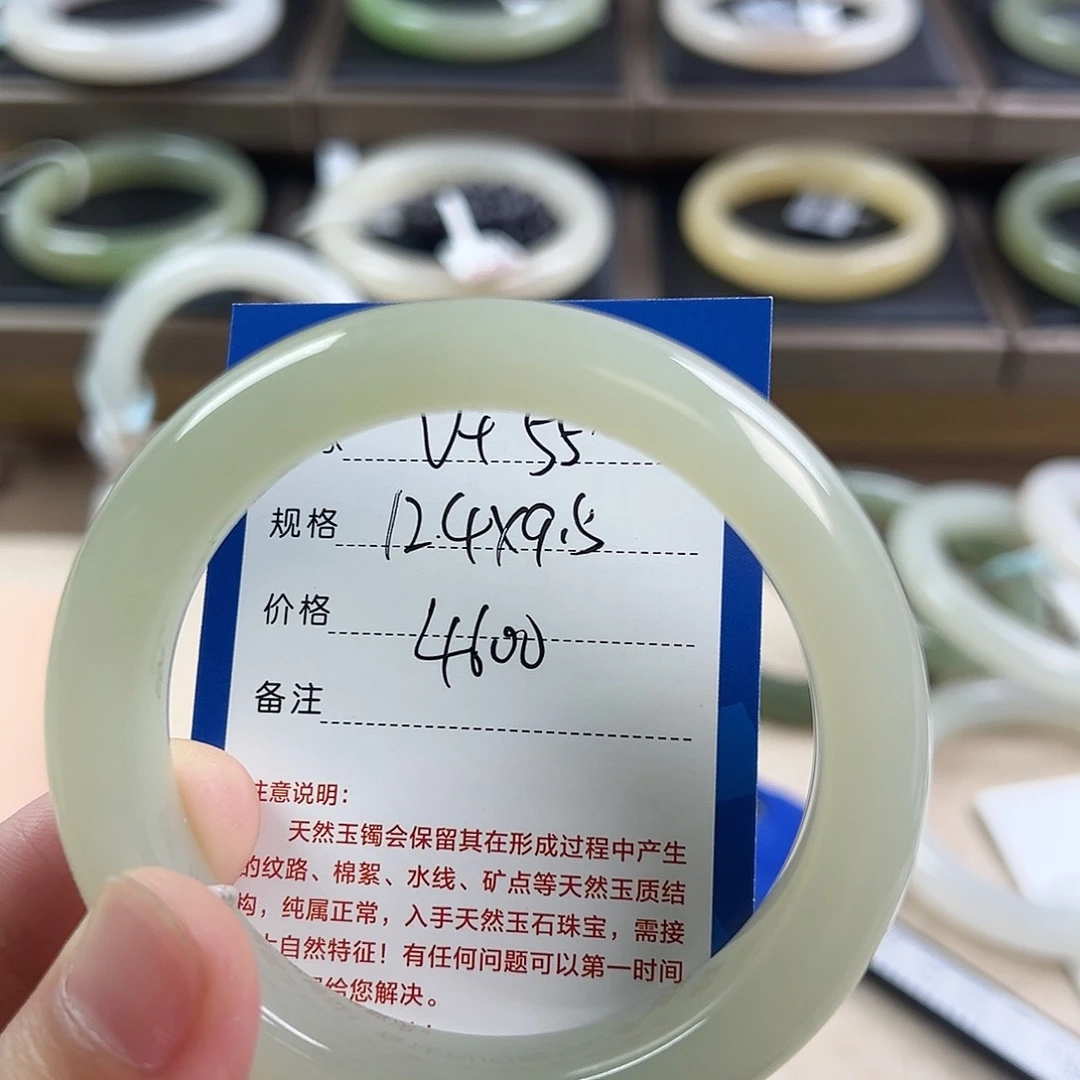 V4 55
规格 12.4X9.5
价格 4600
备注
注意说明：
天然玉镯会保留其在形成过程中产生
的纹路、棉絮、水线、矿点等天然玉质结
构，纯属正常，入手天然玉石珠宝，需接
大自然特征！有任何问题可以第一时间
给您解决。